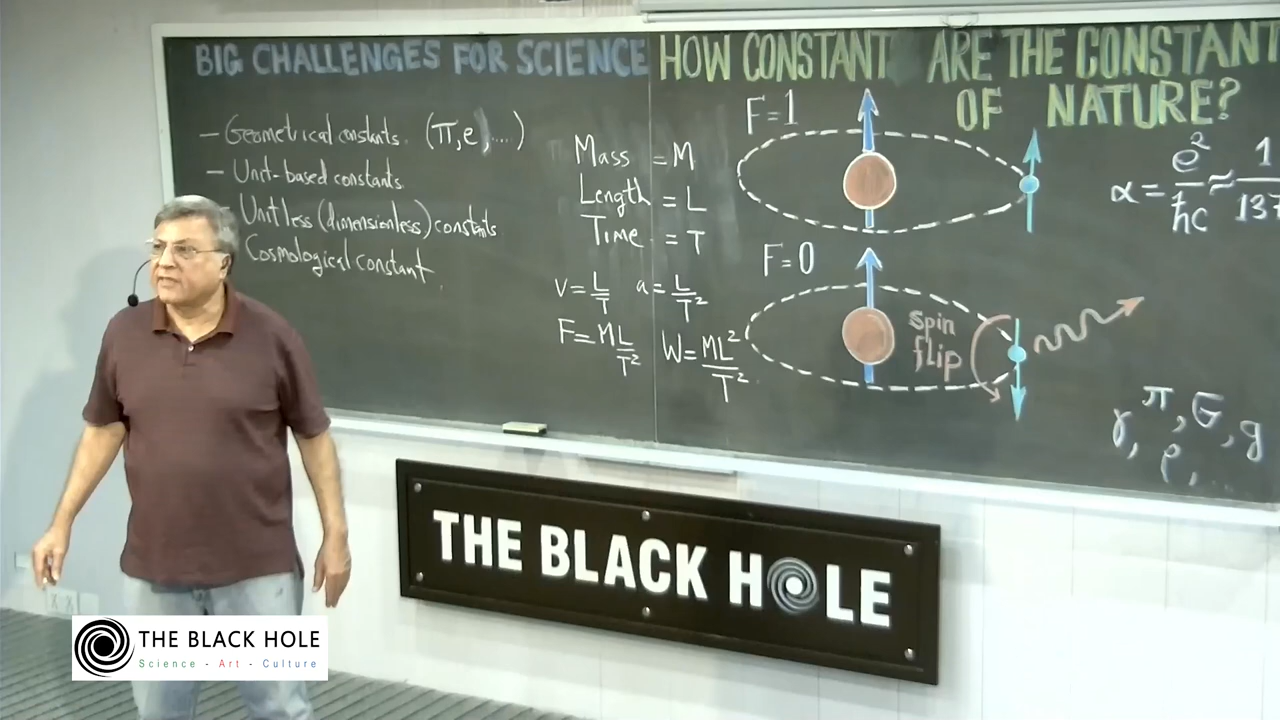 BIG CHALLENGES FOR SCIENCE
– Geometrical constants. (π, e, ....)
– Unit-based constants.
Unitless (dimensionless) constants
Cosmological constant
Mass = M
Length = L
Time = T
v = L/T a = L/T²
F = ML/T² W = ML²/T²
HOW CONSTANT ARE THE CONSTANT
OF NATURE?
F=1
F=0
spin
flip
α = e²/ħc ≈ 1/137
π, G, g
γ, ρ, ..
THE BLACK HOLE
THE BLACK HOLE
Science - Art - Culture